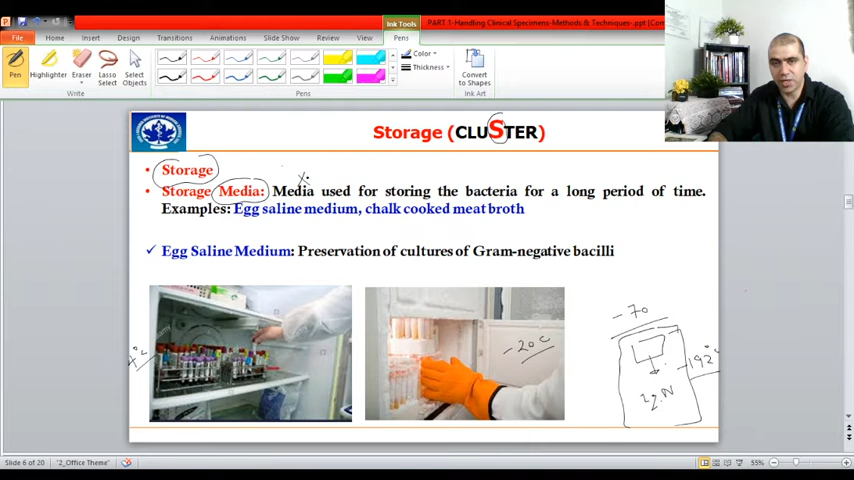 Ink Tools
PART 1-Handling Clinical Specimens-Methods & Techniques-.ppt [Com
File Home Insert Design Transitions Animations Slide Show Review View Pens
Pen Highlighter Eraser Lasso Select Select Objects
Color
Thickness
Convert to Shapes
Write Pens Ink Art
Storage (CLUSTER)
• Storage
• Storage Media: Media used for storing the bacteria for a long period of time.
Examples: Egg saline medium, chalk cooked meat broth
✓ Egg Saline Medium: Preservation of cultures of Gram-negative bacilli
-70
-20°C
-192°C
Slide 6 of 20 "2_Office Theme" 55%